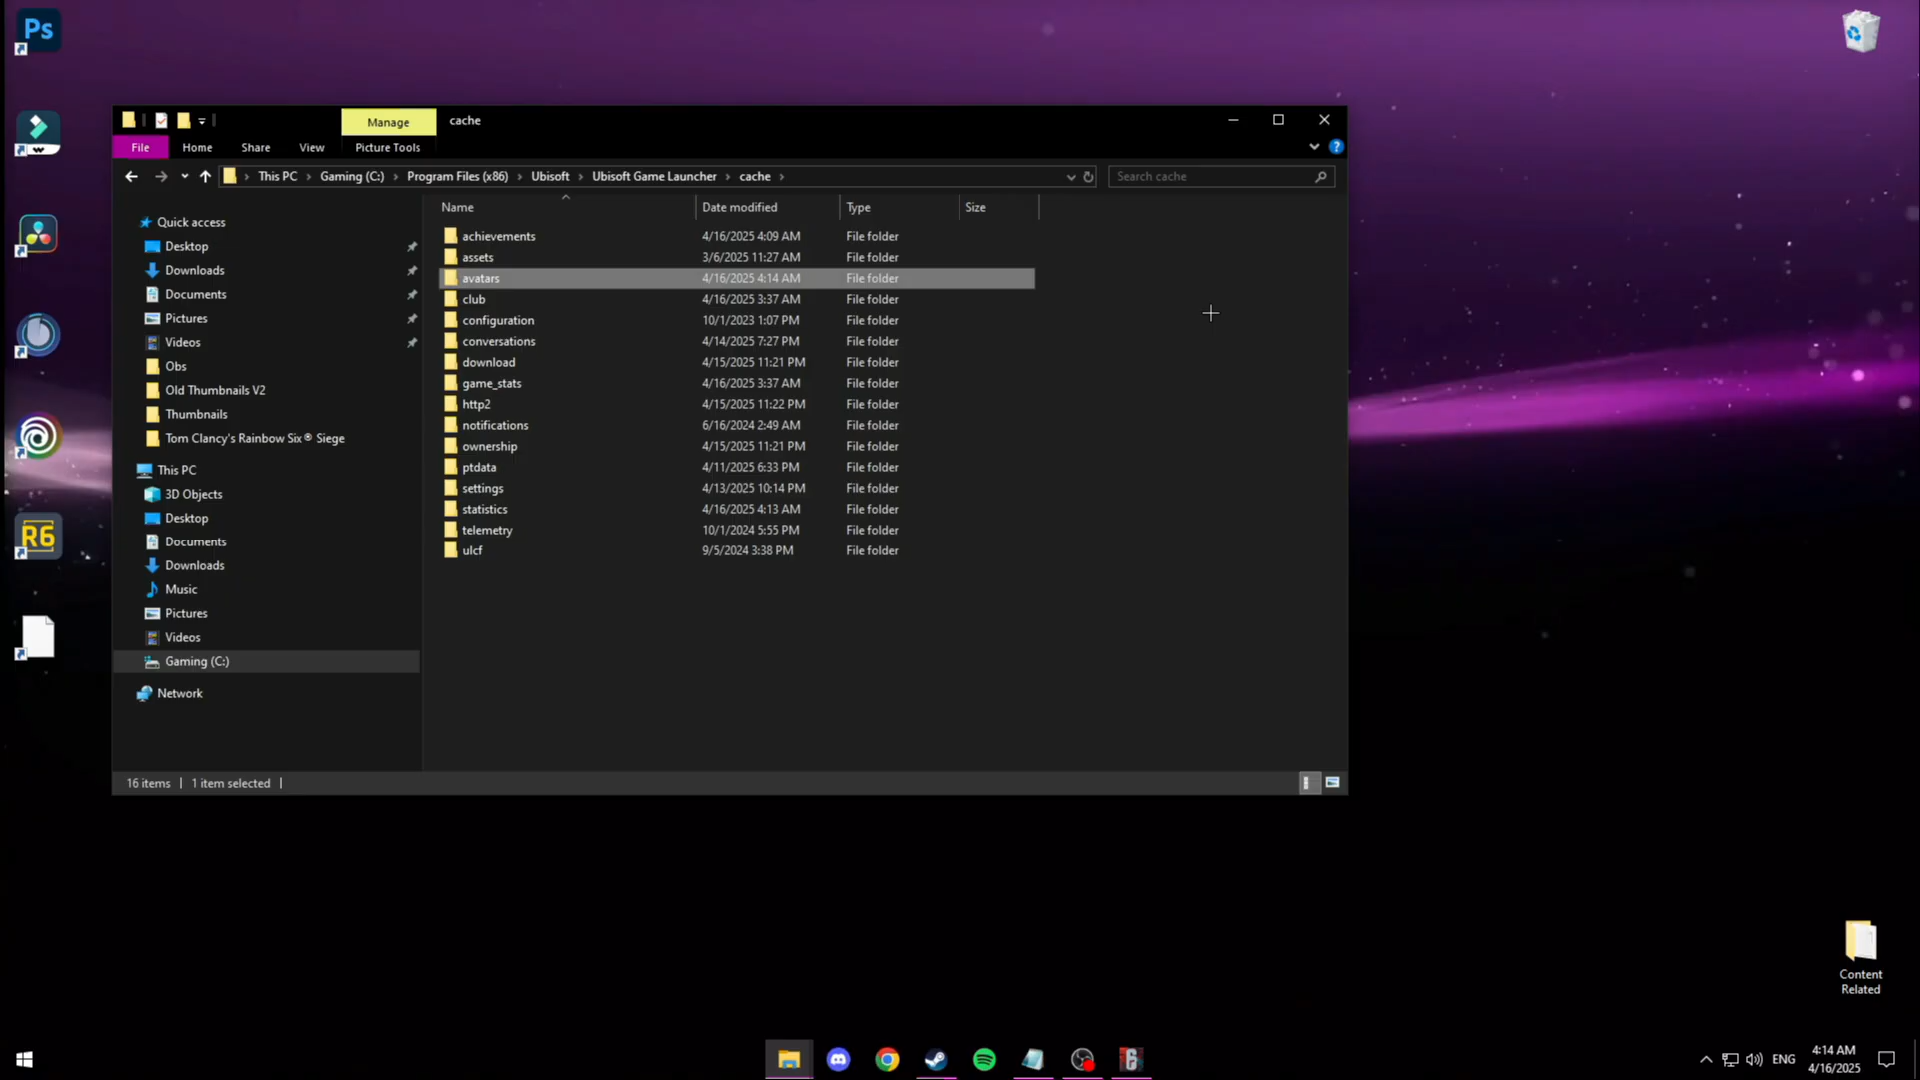 Ps
Manage
cache
File
Home
Share
View
Picture Tools
This PC
Gaming (C:)
Program Files (x86)
Ubisoft
Ubisoft Game Launcher
cache
Search cache
Name
Date modified
Type
Size
Quick access
Desktop
Downloads
Documents
Pictures
Videos
Obs
Old Thumbnails V2
Thumbnails
Tom Clancy's Rainbow Six® Siege
This PC
3D Objects
Desktop
Documents
Downloads
Music
Pictures
Videos
Gaming (C:)
Network
achievements 4/16/2025 4:09 AM File folder
assets 3/6/2025 11:27 AM File folder
avatars 4/16/2025 4:14 AM File folder
club 4/16/2025 3:37 AM File folder
configuration 10/1/2023 1:07 PM File folder
conversations 4/14/2025 7:27 PM File folder
download 4/15/2025 11:21 PM File folder
game_stats 4/16/2025 3:37 AM File folder
http2 4/15/2025 11:22 PM File folder
notifications 6/16/2024 2:49 AM File folder
ownership 4/15/2025 11:21 PM File folder
ptdata 4/11/2025 6:33 PM File folder
settings 4/13/2025 10:14 PM File folder
statistics 4/16/2025 4:13 AM File folder
telemetry 10/1/2024 5:55 PM File folder
ulcf 9/5/2024 3:38 PM File folder
16 items
1 item selected
R6
Content
Related
ENG
4:14 AM
4/16/2025